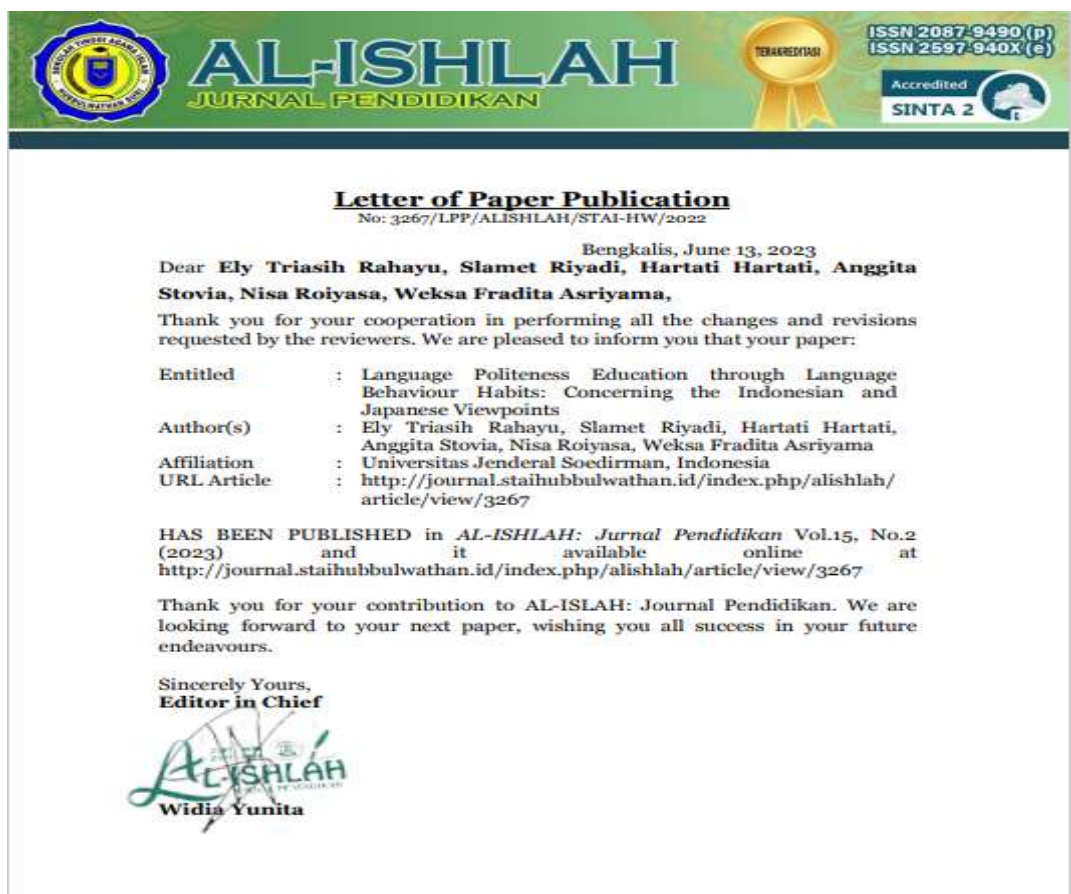 SEKOLAH TINGGI AGAMA ISLAM
AL-ISHLAH
JURNAL PENDIDIKAN
TERAKREDITASI
ISSN 2087-9490 (p)
ISSN 2597-940X (e)
Accredited
SINTA 2
Letter of Paper Publication
No: 3267/LPP/ALISHLAH/STAI-HW/2022
Bengkalis, June 13, 2023
Dear Ely Triasih Rahayu, Slamet Riyadi, Hartati Hartati, Anggita
Stovia, Nisa Roiyasa, Weksa Fradita Asriyama,
Thank you for your cooperation in performing all the changes and revisions
requested by the reviewers. We are pleased to inform you that your paper:
Entitled : Language Politeness Education through Language
Behaviour Habits: Concerning the Indonesian and
Japanese Viewpoints
Author(s) : Ely Triasih Rahayu, Slamet Riyadi, Hartati Hartati,
Anggita Stovia, Nisa Roiyasa, Weksa Fradita Asriyama
Affiliation : Universitas Jenderal Soedirman, Indonesia
URL Article : http://journal.staihubbulwathan.id/index.php/alishlah/
article/view/3267
HAS BEEN PUBLISHED in AL-ISHLAH: Jurnal Pendidikan Vol.15, No.2
(2023) and it available online at
http://journal.staihubbulwathan.id/index.php/alishlah/article/view/3267
Thank you for your contribution to AL-ISLAH: Journal Pendidikan. We are
looking forward to your next paper, wishing you all success in your future
endeavours.
Sincerely Yours,
Editor in Chief
AL-ISHLAH
Widia Yunita